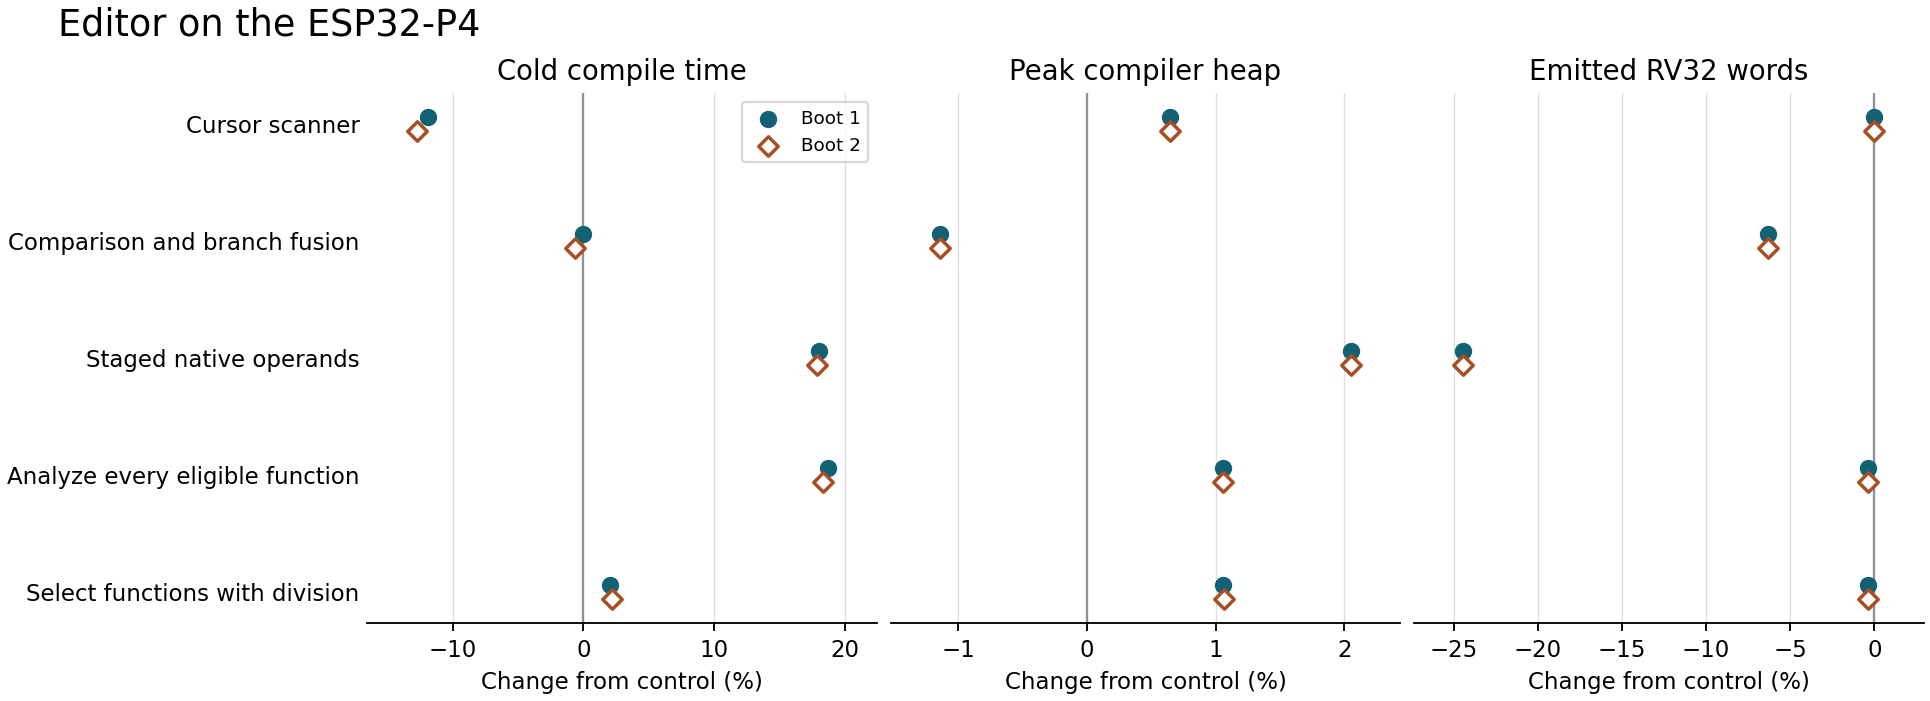 Editor on the ESP32-P4
Cold compile time
Peak compiler heap
Emitted RV32 words
Boot 1
Boot 2
Cursor scanner
Comparison and branch fusion
Staged native operands
Analyze every eligible function
Select functions with division
−10 0 10 20
−1 0 1 2
−25 −20 −15 −10 −5 0
Change from control (%)
Change from control (%)
Change from control (%)